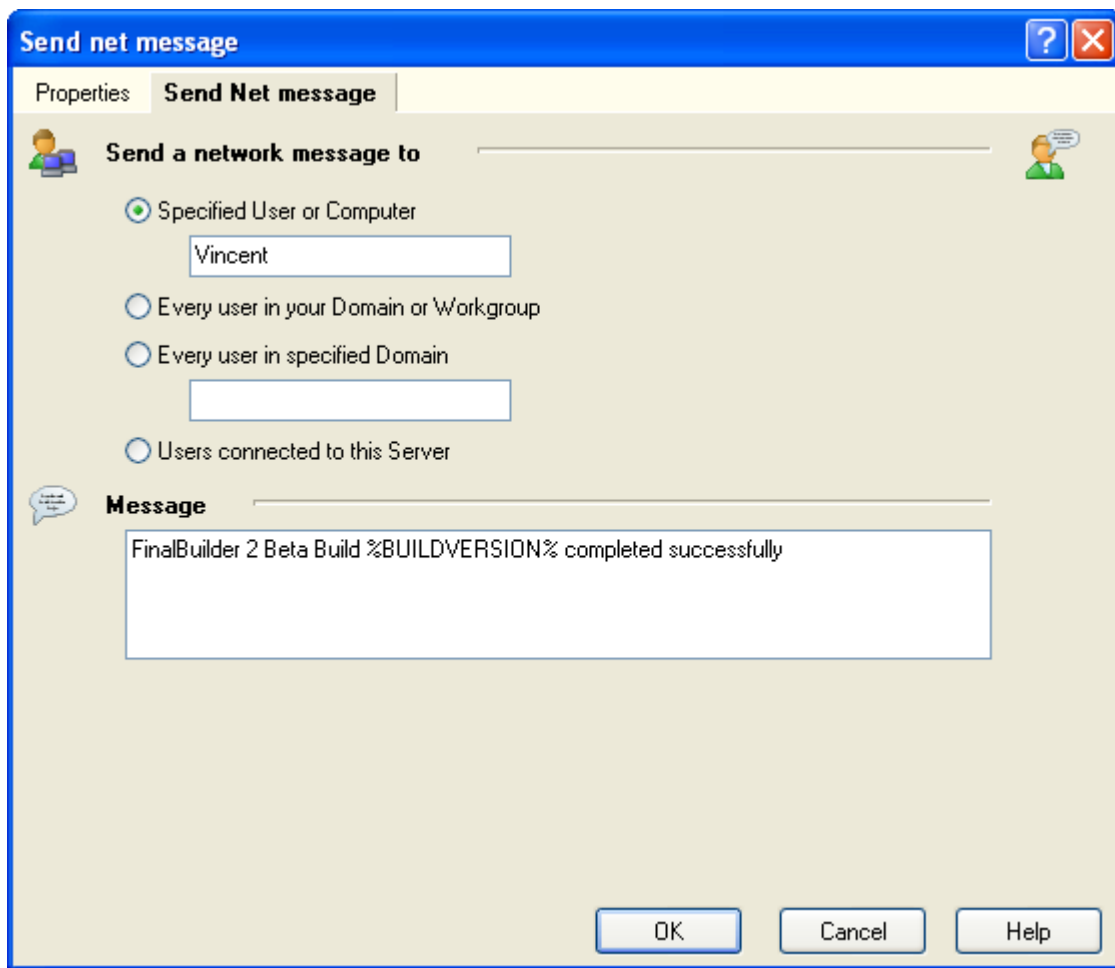 Send net message
Properties Send Net message
Send a network message to
Specified User or Computer
Vincent
Every user in your Domain or Workgroup
Every user in specified Domain
Users connected to this Server
Message
FinalBuilder 2 Beta Build %BUILDVERSION% completed successfully
OK Cancel Help